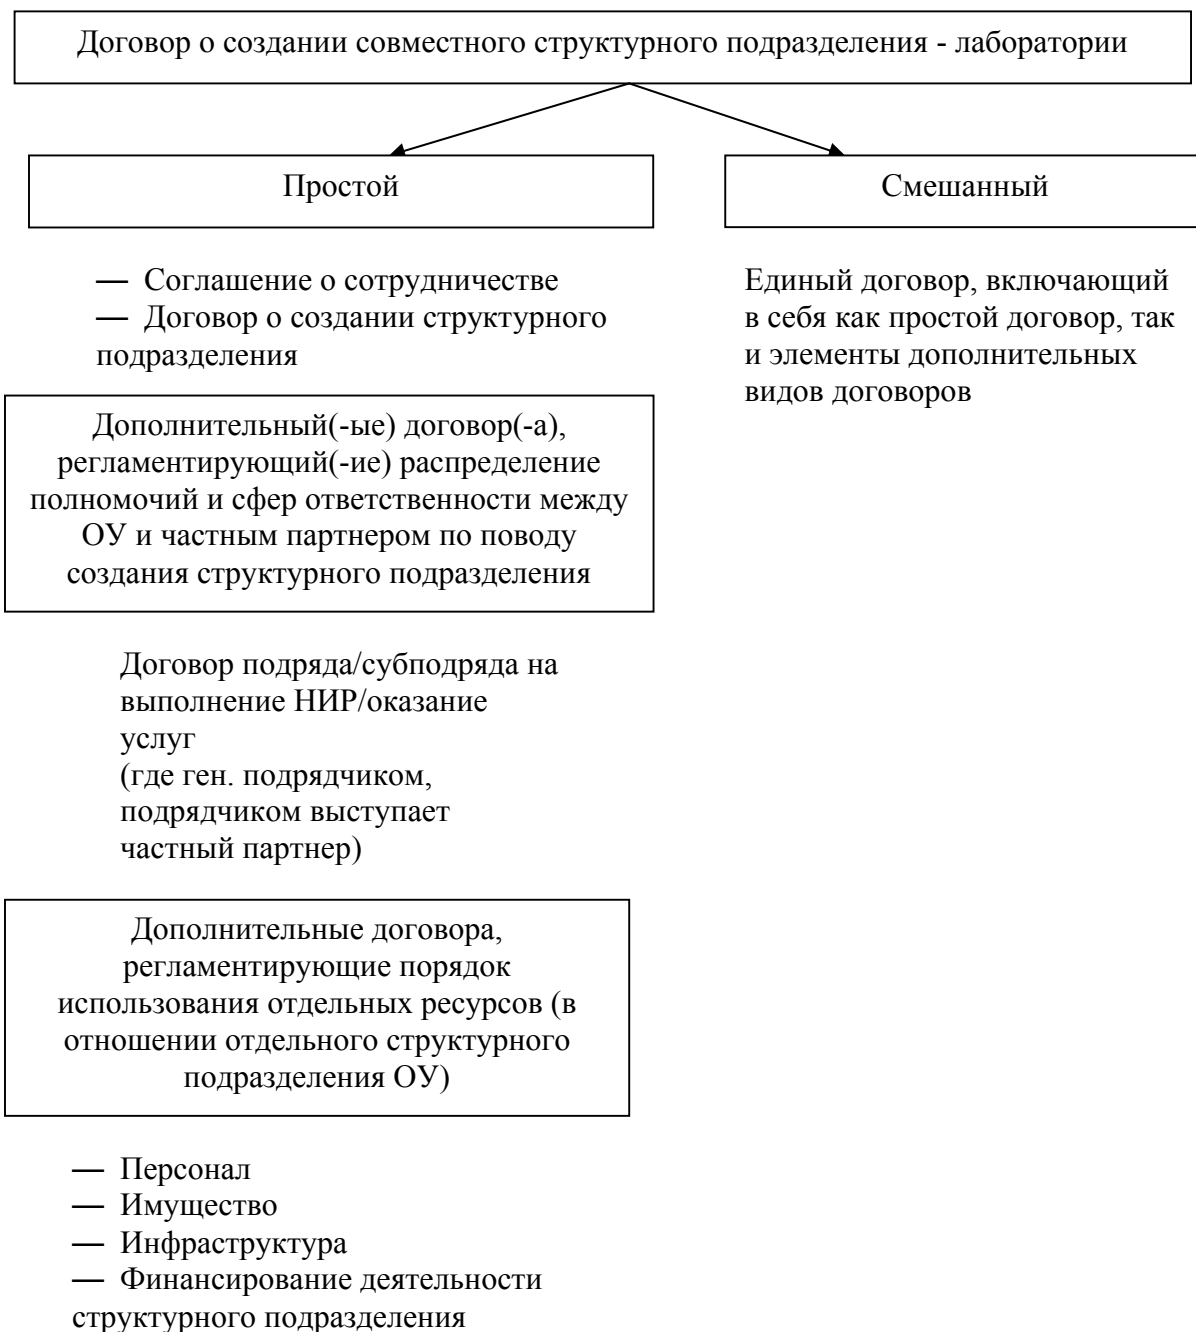 Договор о создании совместного структурного подразделения - лаборатории
Простой
Смешанный
— Соглашение о сотрудничестве
— Договор о создании структурного
подразделения
Единый договор, включающий
в себя как простой договор, так
и элементы дополнительных
видов договоров
Дополнительный(-ые) договор(-а),
регламентирующий(-ие) распределение
полномочий и сфер ответственности между
ОУ и частным партнером по поводу
создания структурного подразделения
Договор подряда/субподряда на
выполнение НИР/оказание
услуг
(где ген. подрядчиком,
подрядчиком выступает
частный партнер)
Дополнительные договора,
регламентирующие порядок
использования отдельных ресурсов (в
отношении отдельного структурного
подразделения ОУ)
— Персонал
— Имущество
— Инфраструктура
— Финансирование деятельности
структурного подразделения